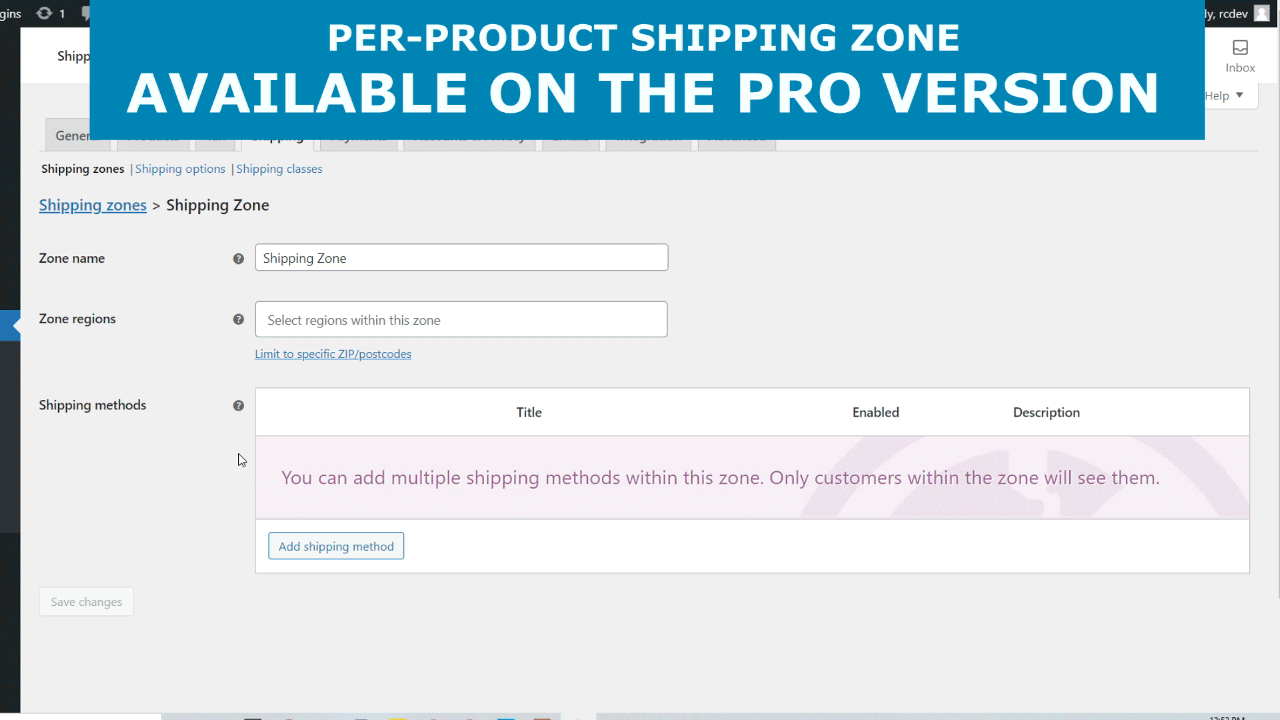 gins 1 ly, rcdev
PER-PRODUCT SHIPPING ZONE
AVAILABLE ON THE PRO VERSION
Shipp
Inbox
Help
Gener
Shipping
Shipping zones | Shipping options | Shipping classes
Shipping zones > Shipping Zone
Zone name
Shipping Zone
Zone regions
Select regions within this zone
Limit to specific ZIP/postcodes
Shipping methods
Title Enabled Description
You can add multiple shipping methods within this zone. Only customers within the zone will see them.
Add shipping method
Save changes